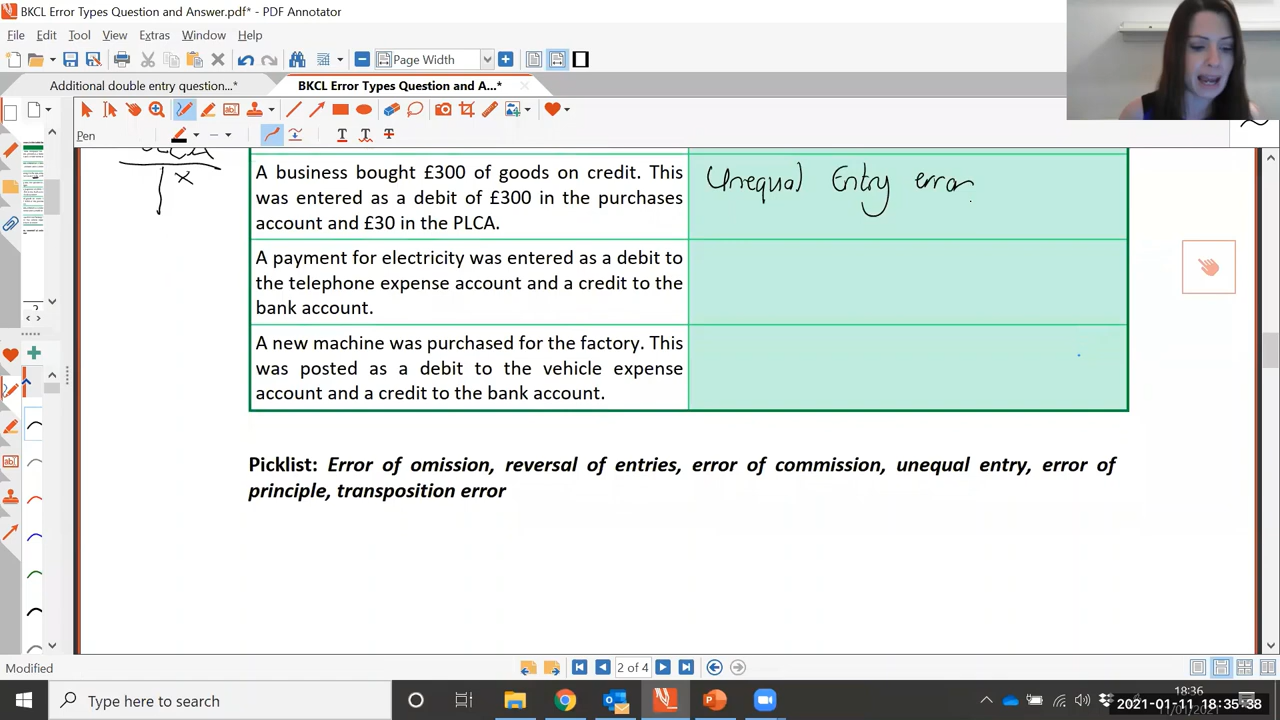 BKCL Error Types Question and Answer.pdf* - PDF Annotator
File Edit Tool View Extras Window Help
Page Width
Additional double entry question...*
BKCL Error Types Question and A...*
Pen
A business bought £300 of goods on credit. This
was entered as a debit of £300 in the purchases
account and £30 in the PLCA.
Unequal Entry error
A payment for electricity was entered as a debit to
the telephone expense account and a credit to the
bank account.
A new machine was purchased for the factory. This
was posted as a debit to the vehicle expense
account and a credit to the bank account.
Picklist: Error of omission, reversal of entries, error of commission, unequal entry, error of
principle, transposition error
Modified
2 of 4
Type here to search
18:36
2021-01-11 18:35:38